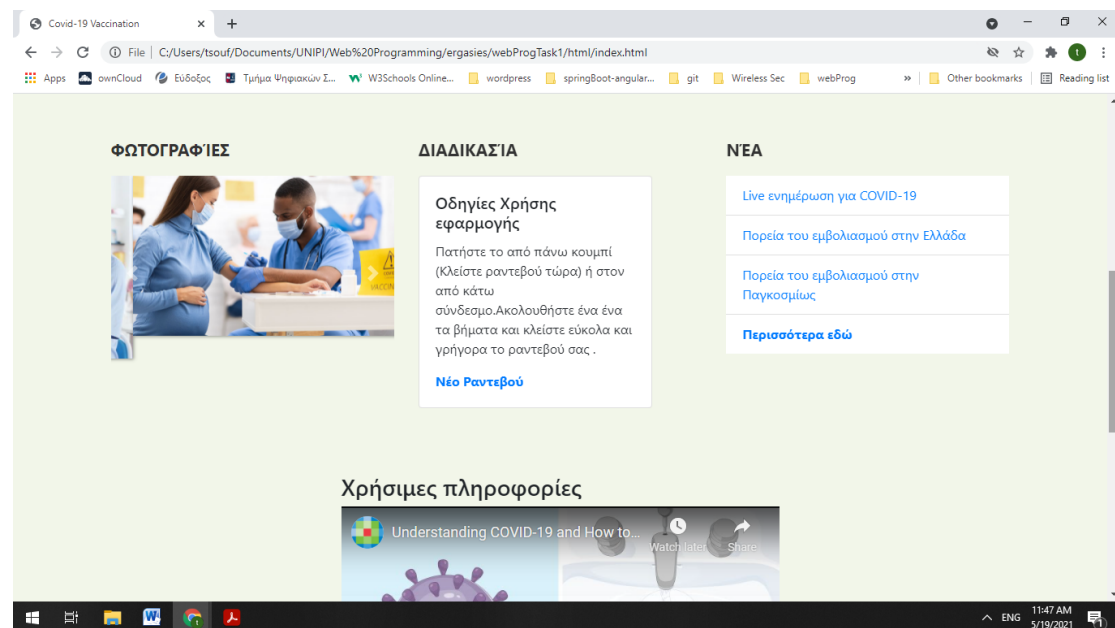 Covid-19 Vaccination
File | C:/Users/tsouf/Documents/UNIPI/Web%20Programming/ergasies/webProgTask1/html/index.html
t
Apps ownCloud Εύδοξος Τμήμα Ψηφιακών Σ... W3Schools Online... wordpress springBoot-angular... git Wireless Sec webProg » Other bookmarks Reading list
ΦΩΤΟΓΡΑΦΊΕΣ
ΔΙΑΔΙΚΑΣΊΑ
Οδηγίες Χρήσης
εφαρμογής
Πατήστε το από πάνω κουμπί
(Κλείστε ραντεβού τώρα) ή στον
από κάτω
σύνδεσμο.Ακολουθήστε ένα ένα
τα βήματα και κλείστε εύκολα και
γρήγορα το ραντεβού σας .
Νέο Ραντεβού
ΝΈΑ
Live ενημέρωση για COVID-19
Πορεία του εμβολιασμού στην Ελλάδα
Πορεία του εμβολιασμού στην
Παγκοσμίως
Περισσότερα εδώ
Χρήσιμες πληροφορίες
Understanding COVID-19 and How to...
Watch later
Share
ENG
11:47 AM
5/19/2021